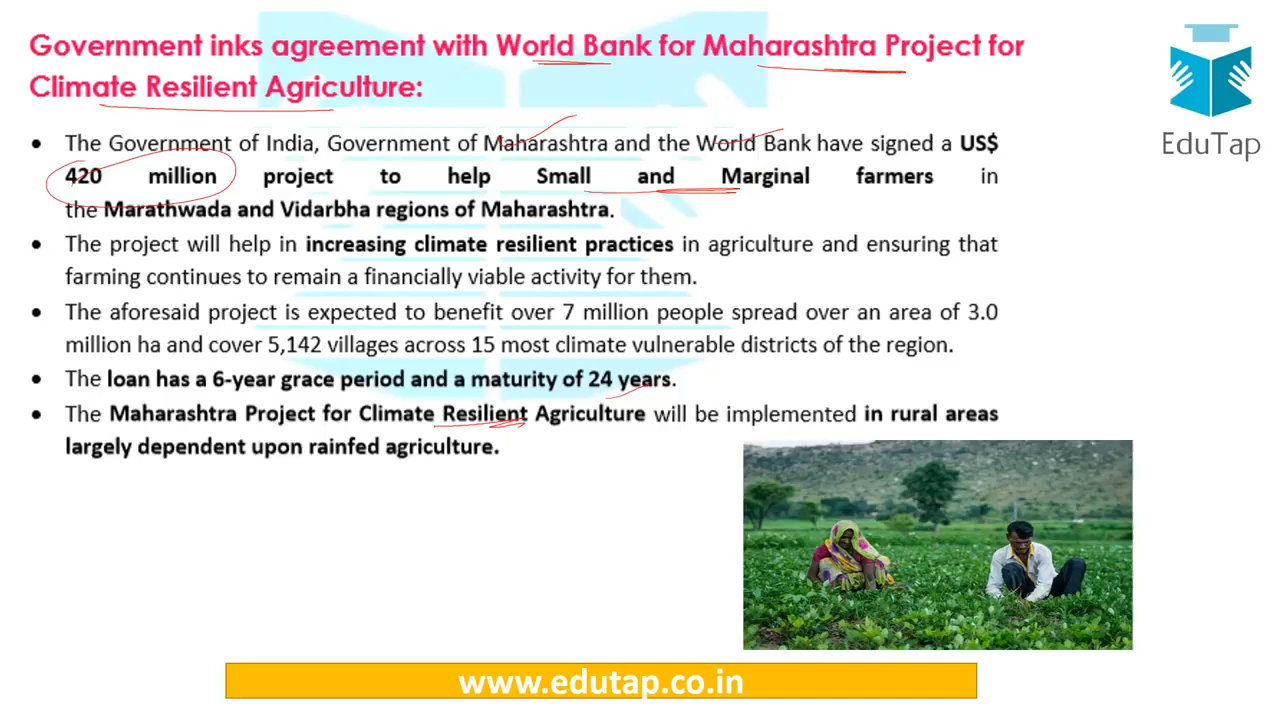 Government inks agreement with World Bank for Maharashtra Project for
Climate Resilient Agriculture:
EduTap
• The Government of India, Government of Maharashtra and the World Bank have signed a US$
420 million project to help Small and Marginal farmers in
the Marathwada and Vidarbha regions of Maharashtra.
• The project will help in increasing climate resilient practices in agriculture and ensuring that
farming continues to remain a financially viable activity for them.
• The aforesaid project is expected to benefit over 7 million people spread over an area of 3.0
million ha and cover 5,142 villages across 15 most climate vulnerable districts of the region.
• The loan has a 6-year grace period and a maturity of 24 years.
• The Maharashtra Project for Climate Resilient Agriculture will be implemented in rural areas
largely dependent upon rainfed agriculture.
www.edutap.co.in